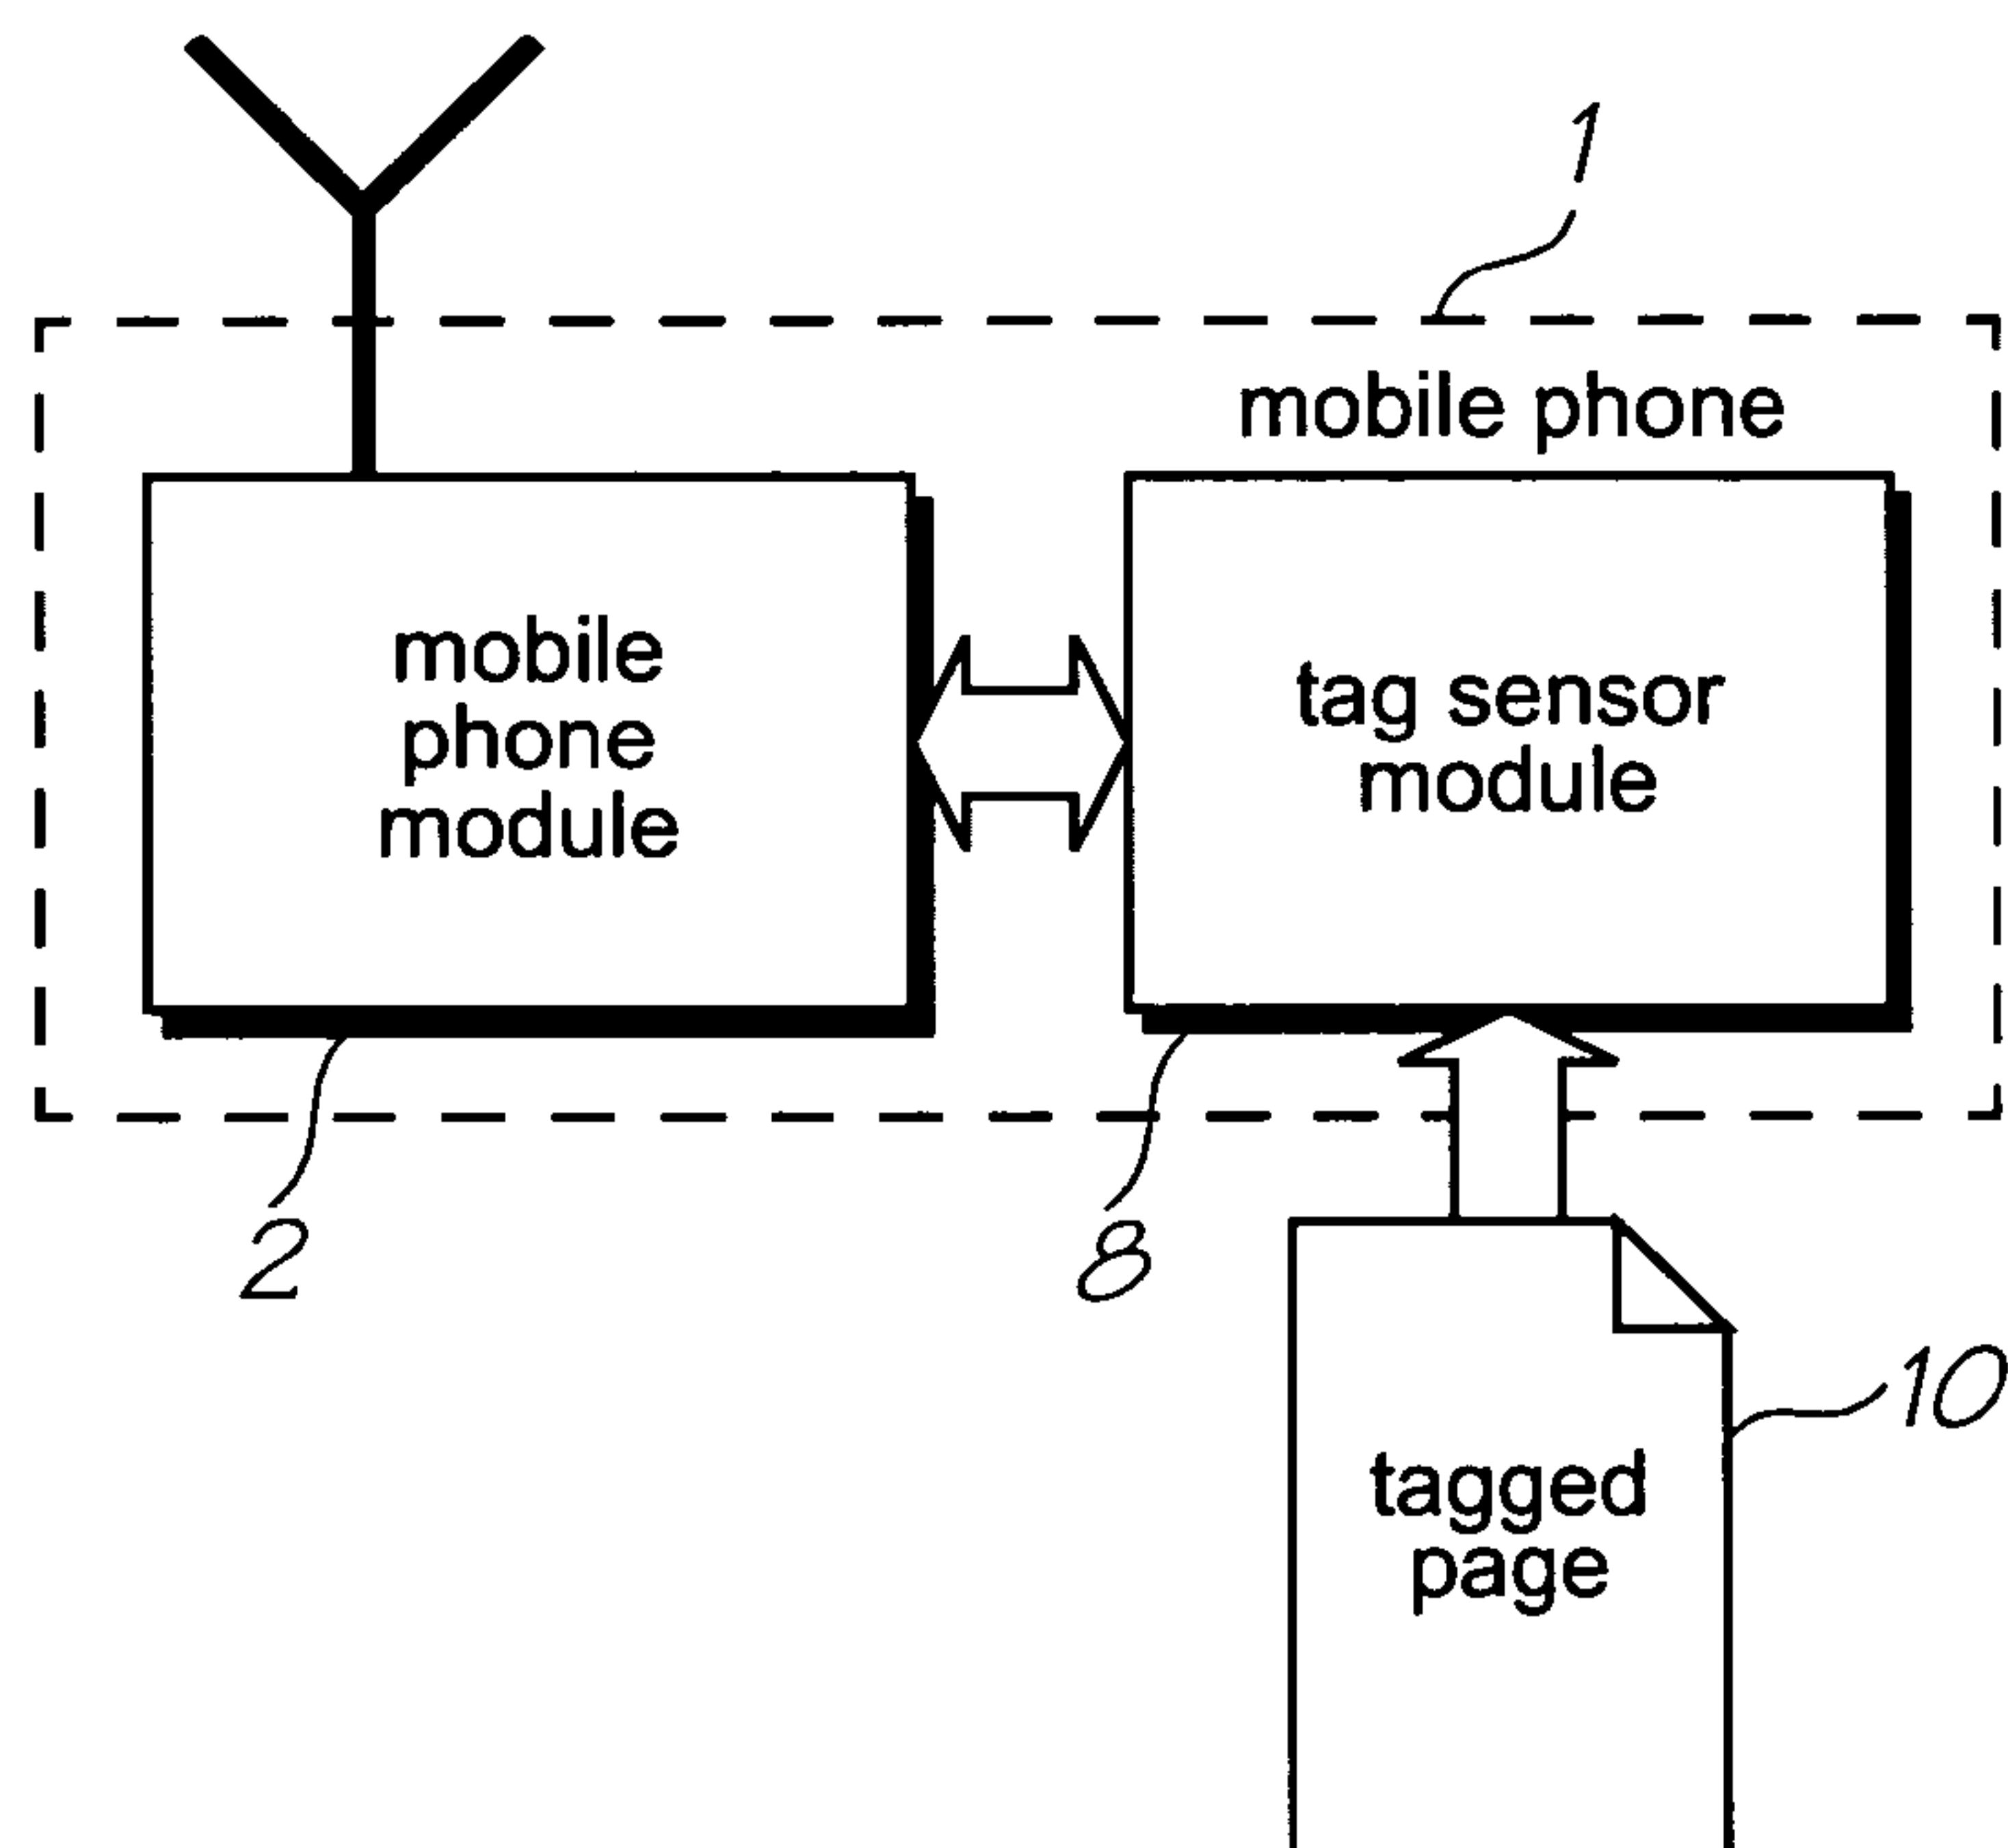 1
mobile phone
mobile
phone
module
tag sensor
module
2
8
10
tagged
page